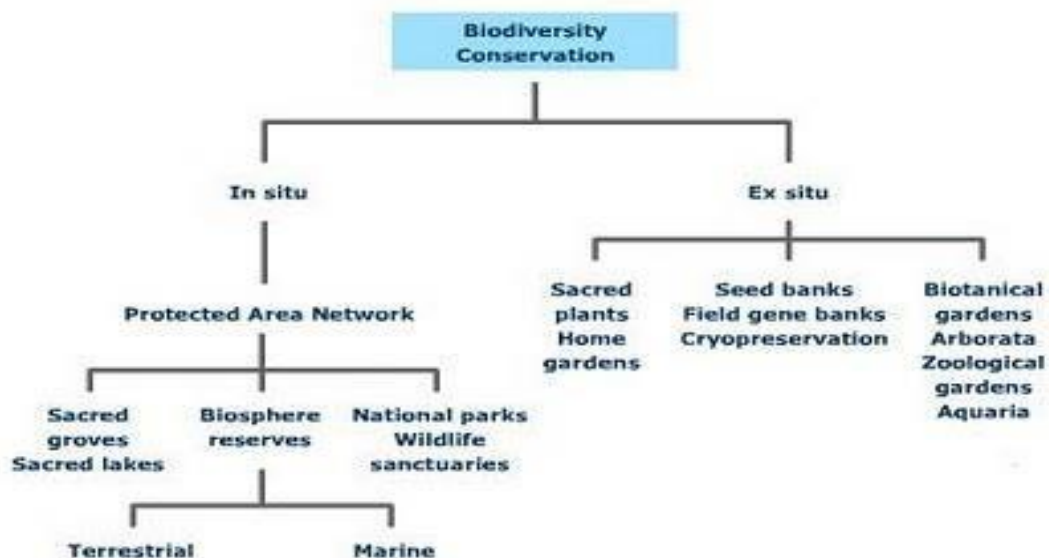 Biodiversity
Conservation
In situ
Ex situ
Protected Area Network
Sacred
plants
Home
gardens
Seed banks
Field gene banks
Cryopreservation
Biotanical
gardens
Arborata
Zoological
gardens
Aquaria
Sacred
groves
Sacred lakes
Biosphere
reserves
National parks
Wildlife
sanctuaries
Terrestrial
Marine